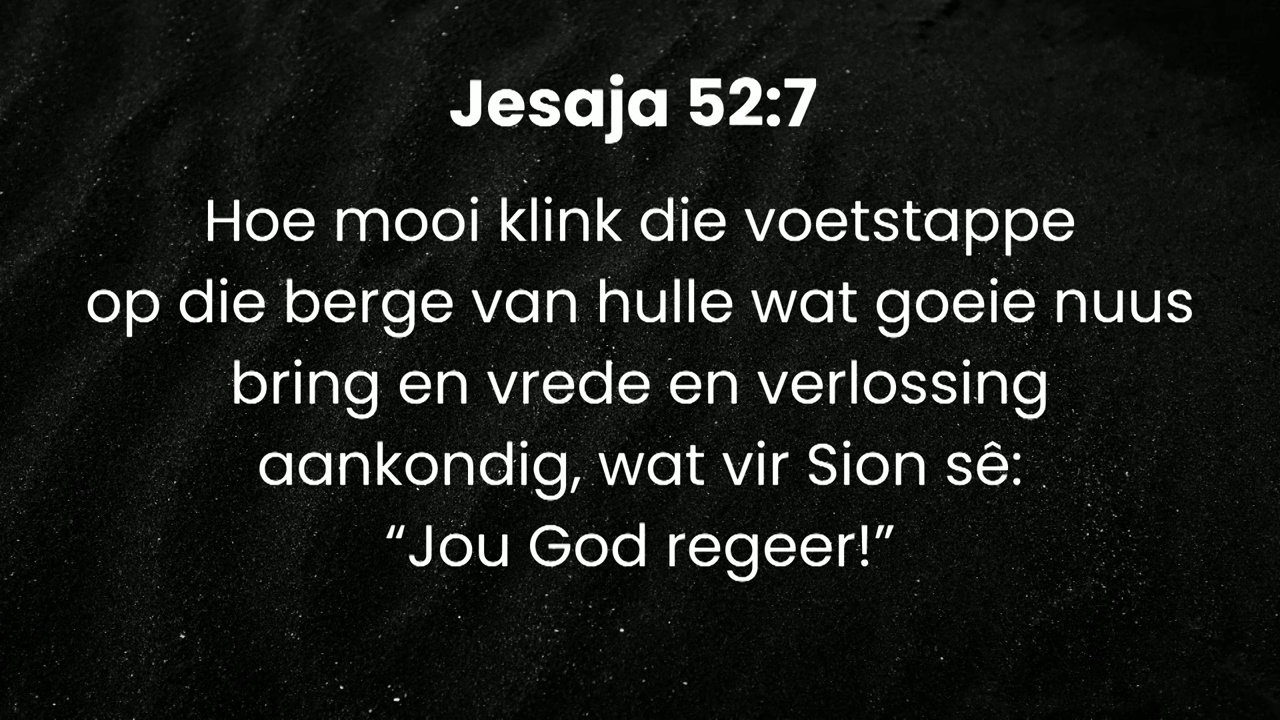 Jesaja 52:7
Hoe mooi klink die voetstappe
op die berge van hulle wat goeie nuus
bring en vrede en verlossing
aankondig, wat vir Sion sê:
“Jou God regeer!”